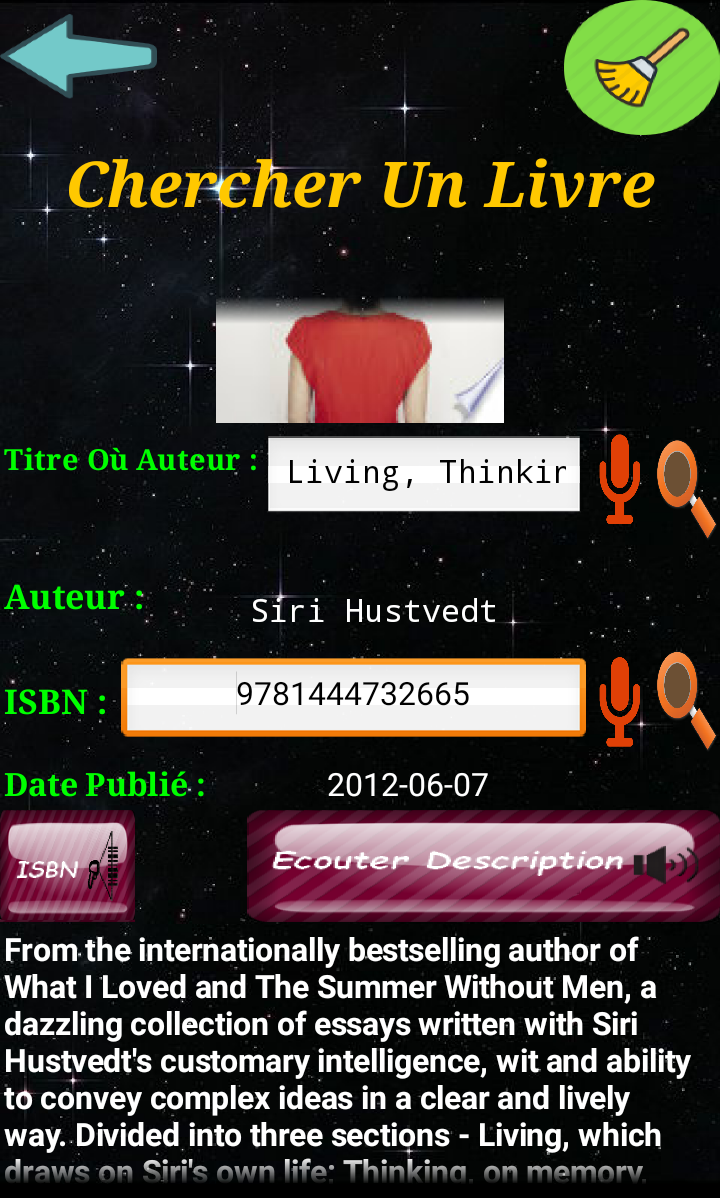 Chercher Un Livre
Titre Où Auteur :
Living, Thinkin
Auteur :
Siri Hustvedt
ISBN :
9781444732665
Date Publié :
2012-06-07
ISBN
Ecouter Description
From the internationally bestselling author of
What I Loved and The Summer Without Men, a
dazzling collection of essays written with Siri
Hustvedt's customary intelligence, wit and ability
to convey complex ideas in a clear and lively
way. Divided into three sections - Living, which
draws on Siri's own life; Thinking, on memory,